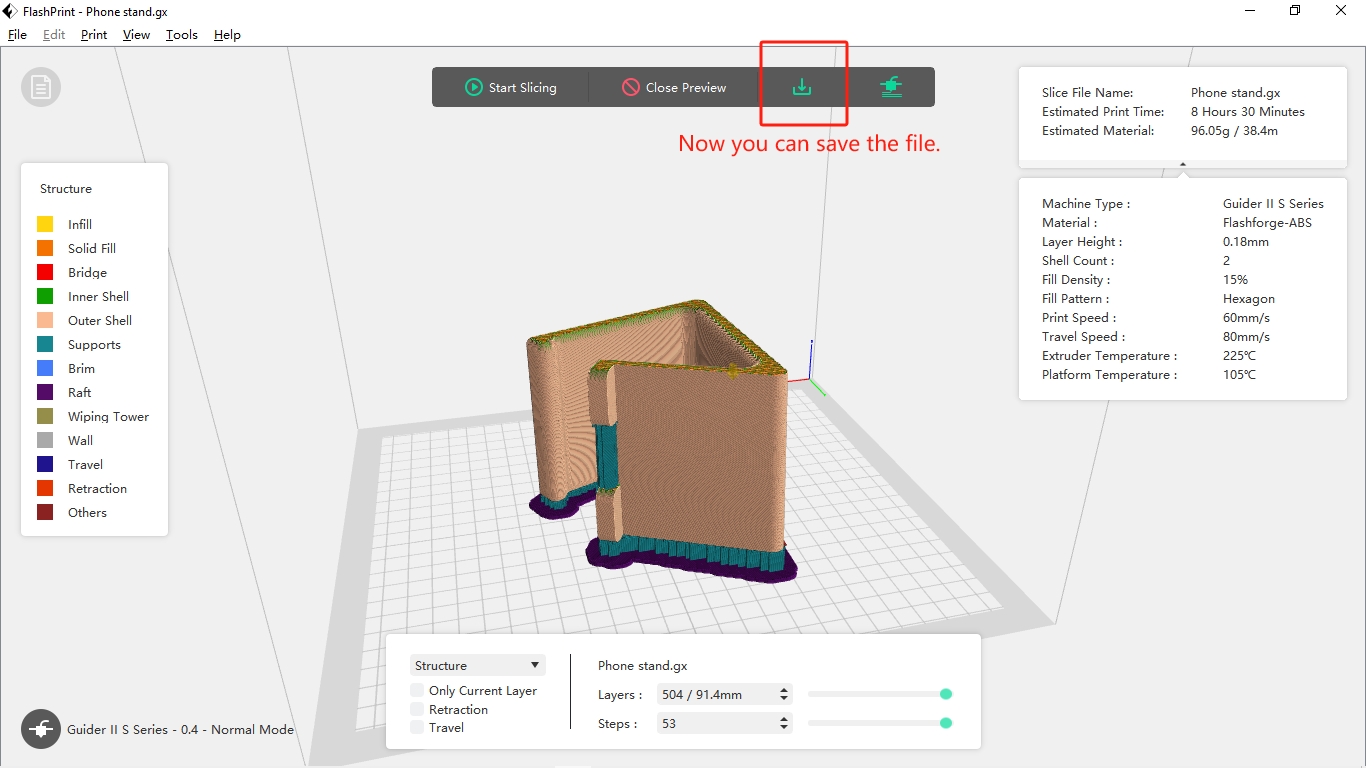 FlashPrint - Phone stand.gx
File Edit Print View Tools Help
Start Slicing Close Preview
Now you can save the file.
Slice File Name: Phone stand.gx
Estimated Print Time: 8 Hours 30 Minutes
Estimated Material: 96.05g / 38.4m
Machine Type : Guider II S Series
Material : Flashforge-ABS
Layer Height : 0.18mm
Shell Count : 2
Fill Density : 15%
Fill Pattern : Hexagon
Print Speed : 60mm/s
Travel Speed : 80mm/s
Extruder Temperature : 225℃
Platform Temperature : 105℃
Structure
Infill
Solid Fill
Bridge
Inner Shell
Outer Shell
Supports
Brim
Raft
Wiping Tower
Wall
Travel
Retraction
Others
Structure
Only Current Layer
Retraction
Travel
Phone stand.gx
Layers : 504 / 91.4mm
Steps : 53
Guider II S Series - 0.4 - Normal Mode